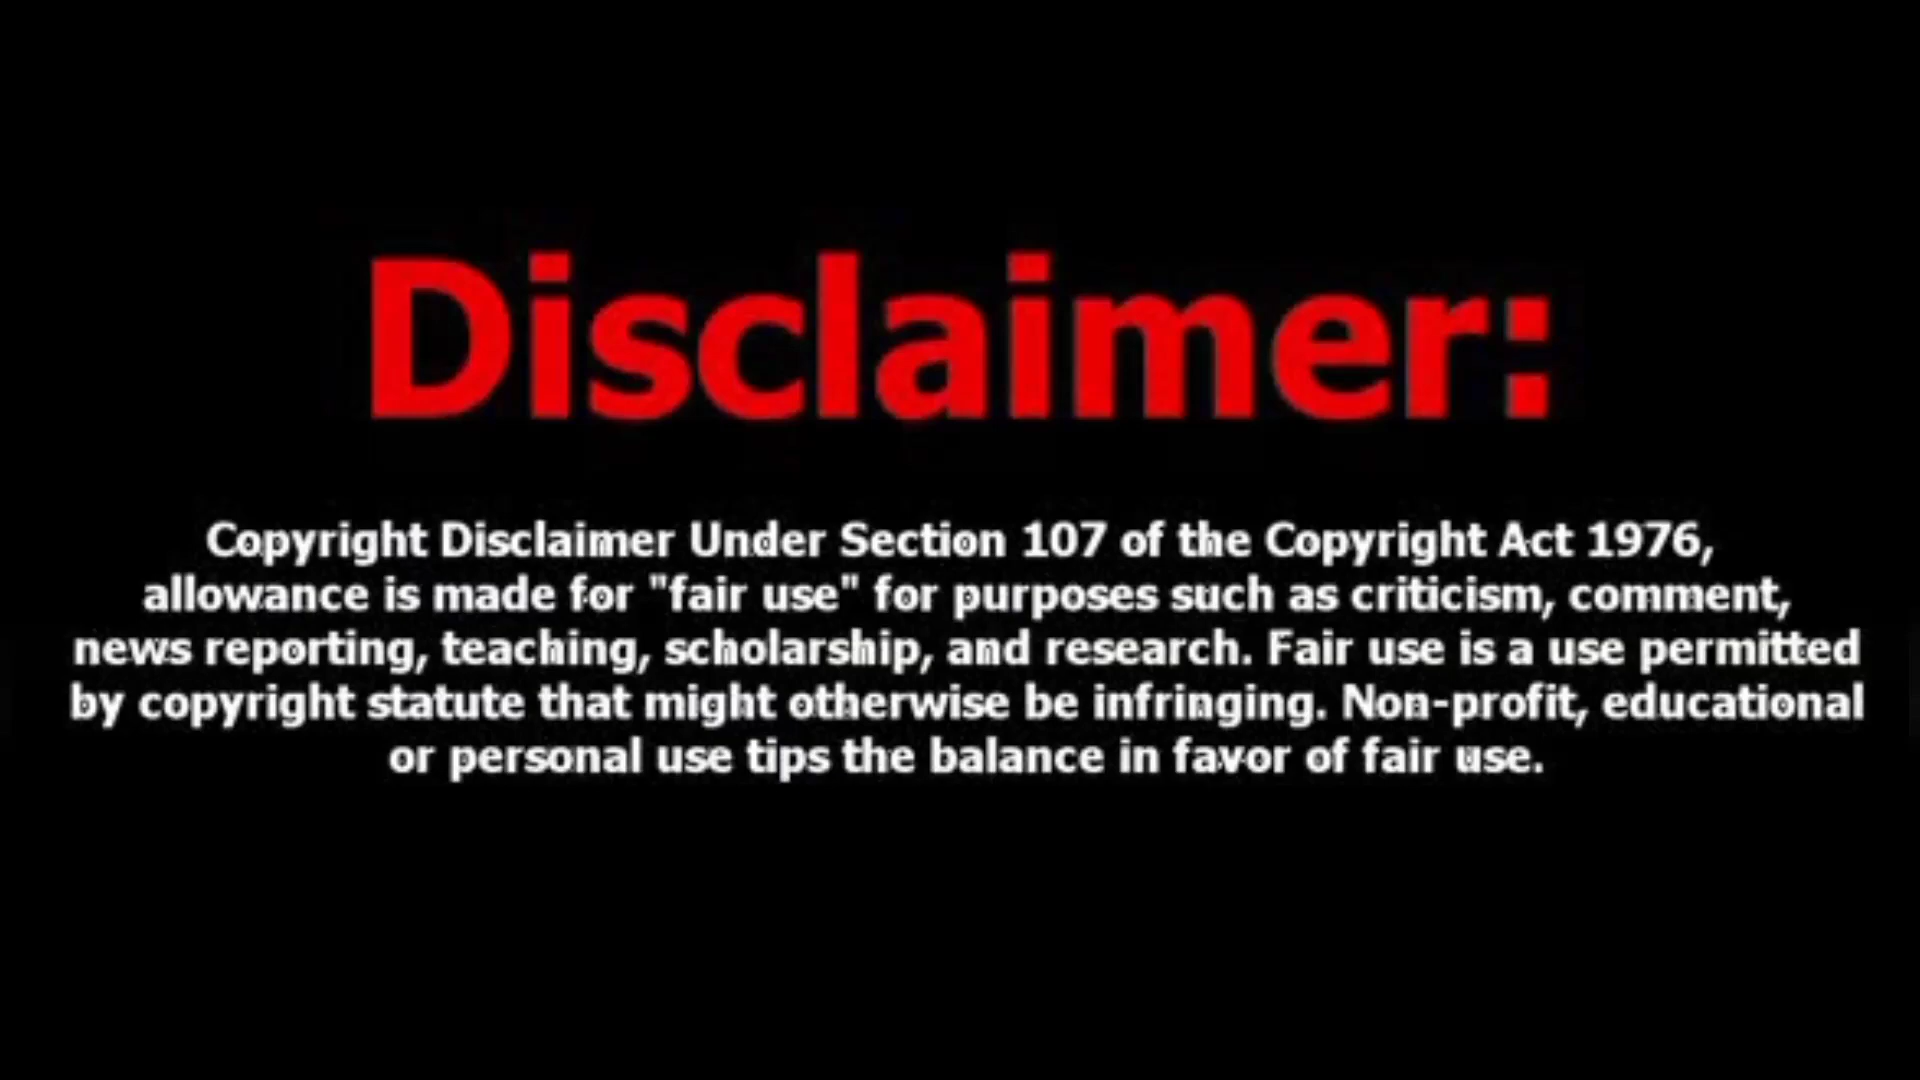 Disclaimer:
Copyright Disclaimer Under Section 107 of the Copyright Act 1976,
allowance is made for "fair use" for purposes such as criticism, comment,
news reporting, teaching, scholarship, and research. Fair use is a use permitted
by copyright statute that might otherwise be infringing. Non-profit, educational
or personal use tips the balance in favor of fair use.